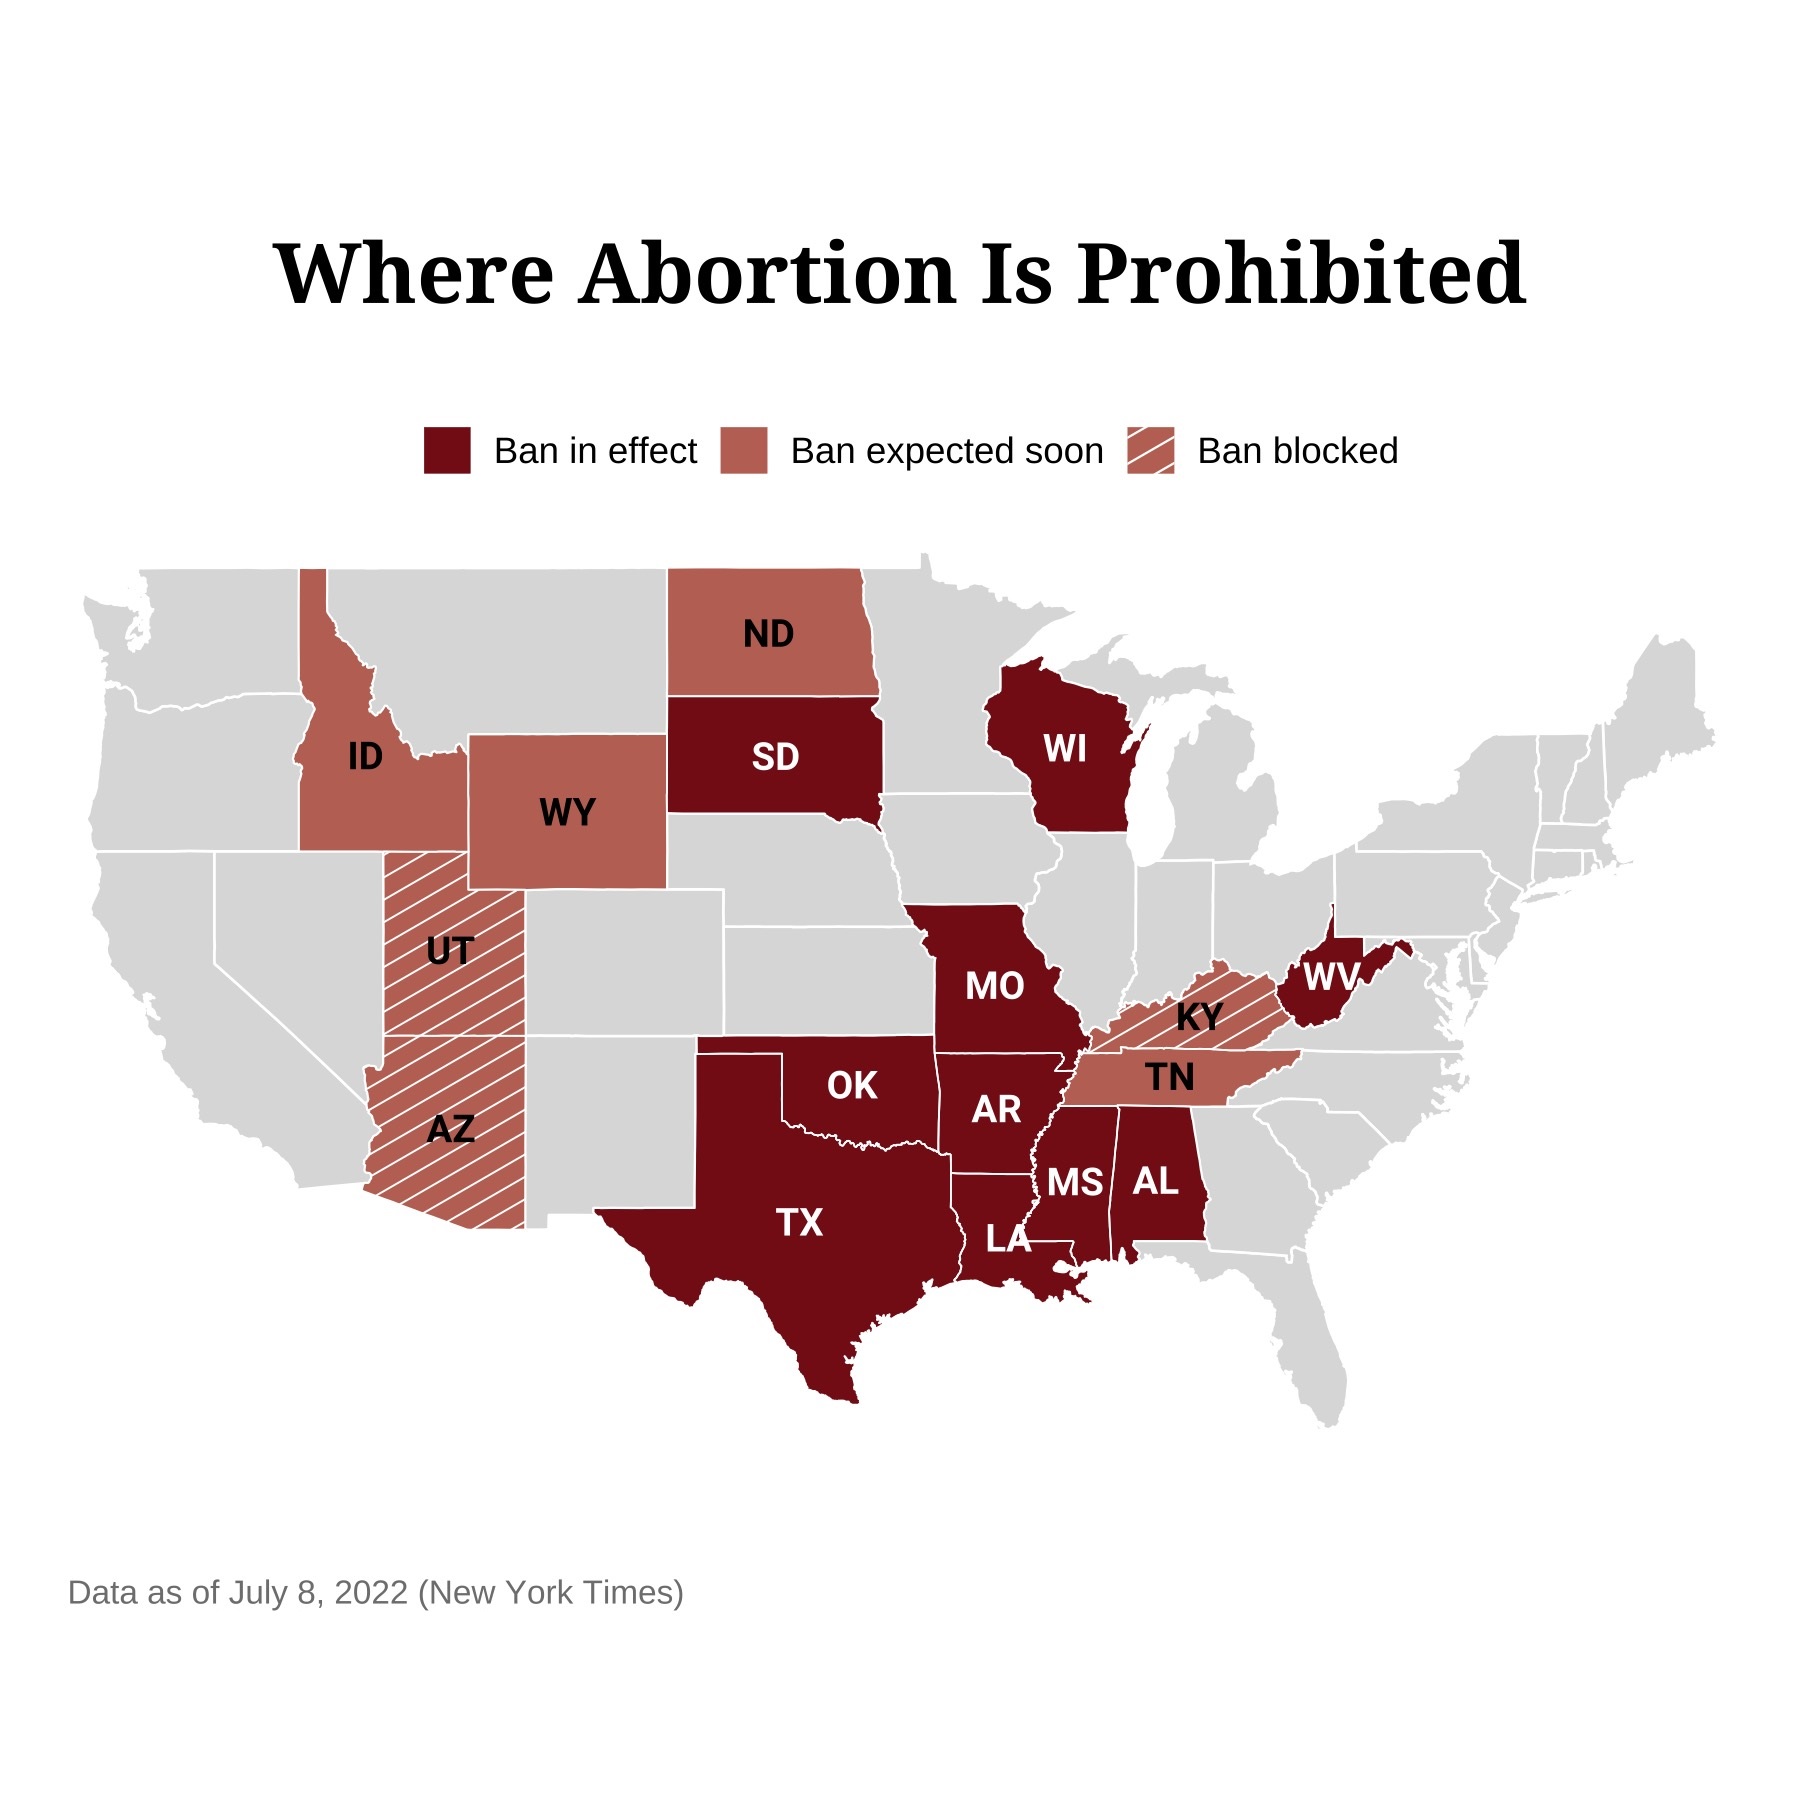 Where Abortion Is Prohibited
Ban in effect Ban expected soon Ban blocked
ND
ID
SD
WI
WY
UT
MO
WV
KY
OK
TN
AZ
AR
MS
AL
TX
LA
Data as of July 8, 2022 (New York Times)